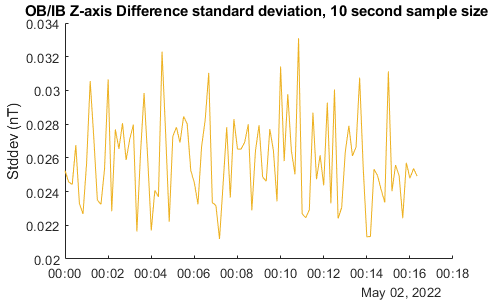 OB/IB Z-axis Difference standard deviation, 10 second sample size
0.034
0.032
0.03
0.028
0.026
0.024
0.022
0.02
Stddev (nT)
00:00 00:02 00:04 00:06 00:08 00:10 00:12 00:14 00:16 00:18
May 02, 2022